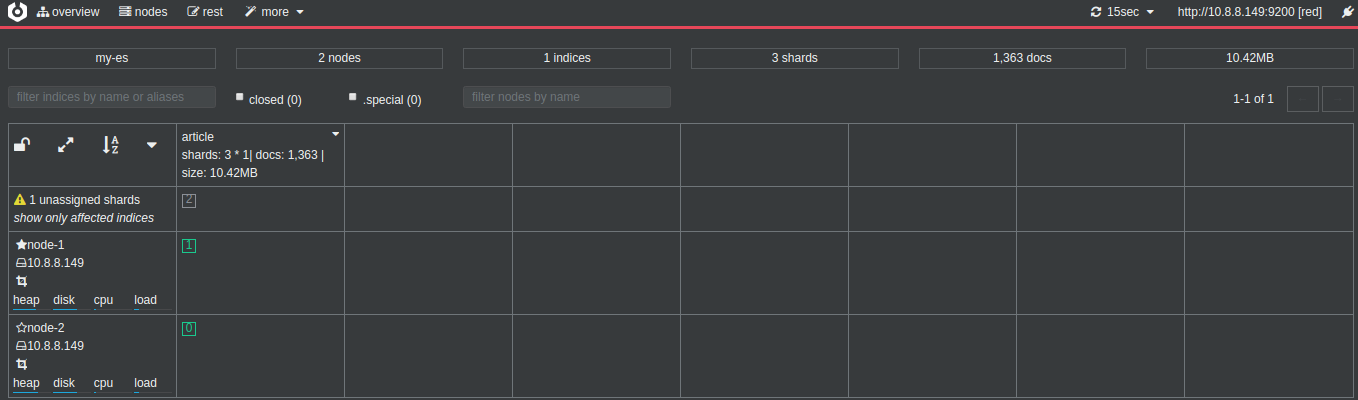 overview nodes rest more 15sec http://10.8.8.149:9200 [red]
my-es 2 nodes 1 indices 3 shards 1,363 docs 10.42MB
filter indices by name or aliases closed (0) .special (0) filter nodes by name 1-1 of 1
article
shards: 3 * 1| docs: 1,363 |
size: 10.42MB
1 unassigned shards 2
show only affected indices
node-1 1
10.8.8.149
heap disk cpu load
node-2 0
10.8.8.149
heap disk cpu load